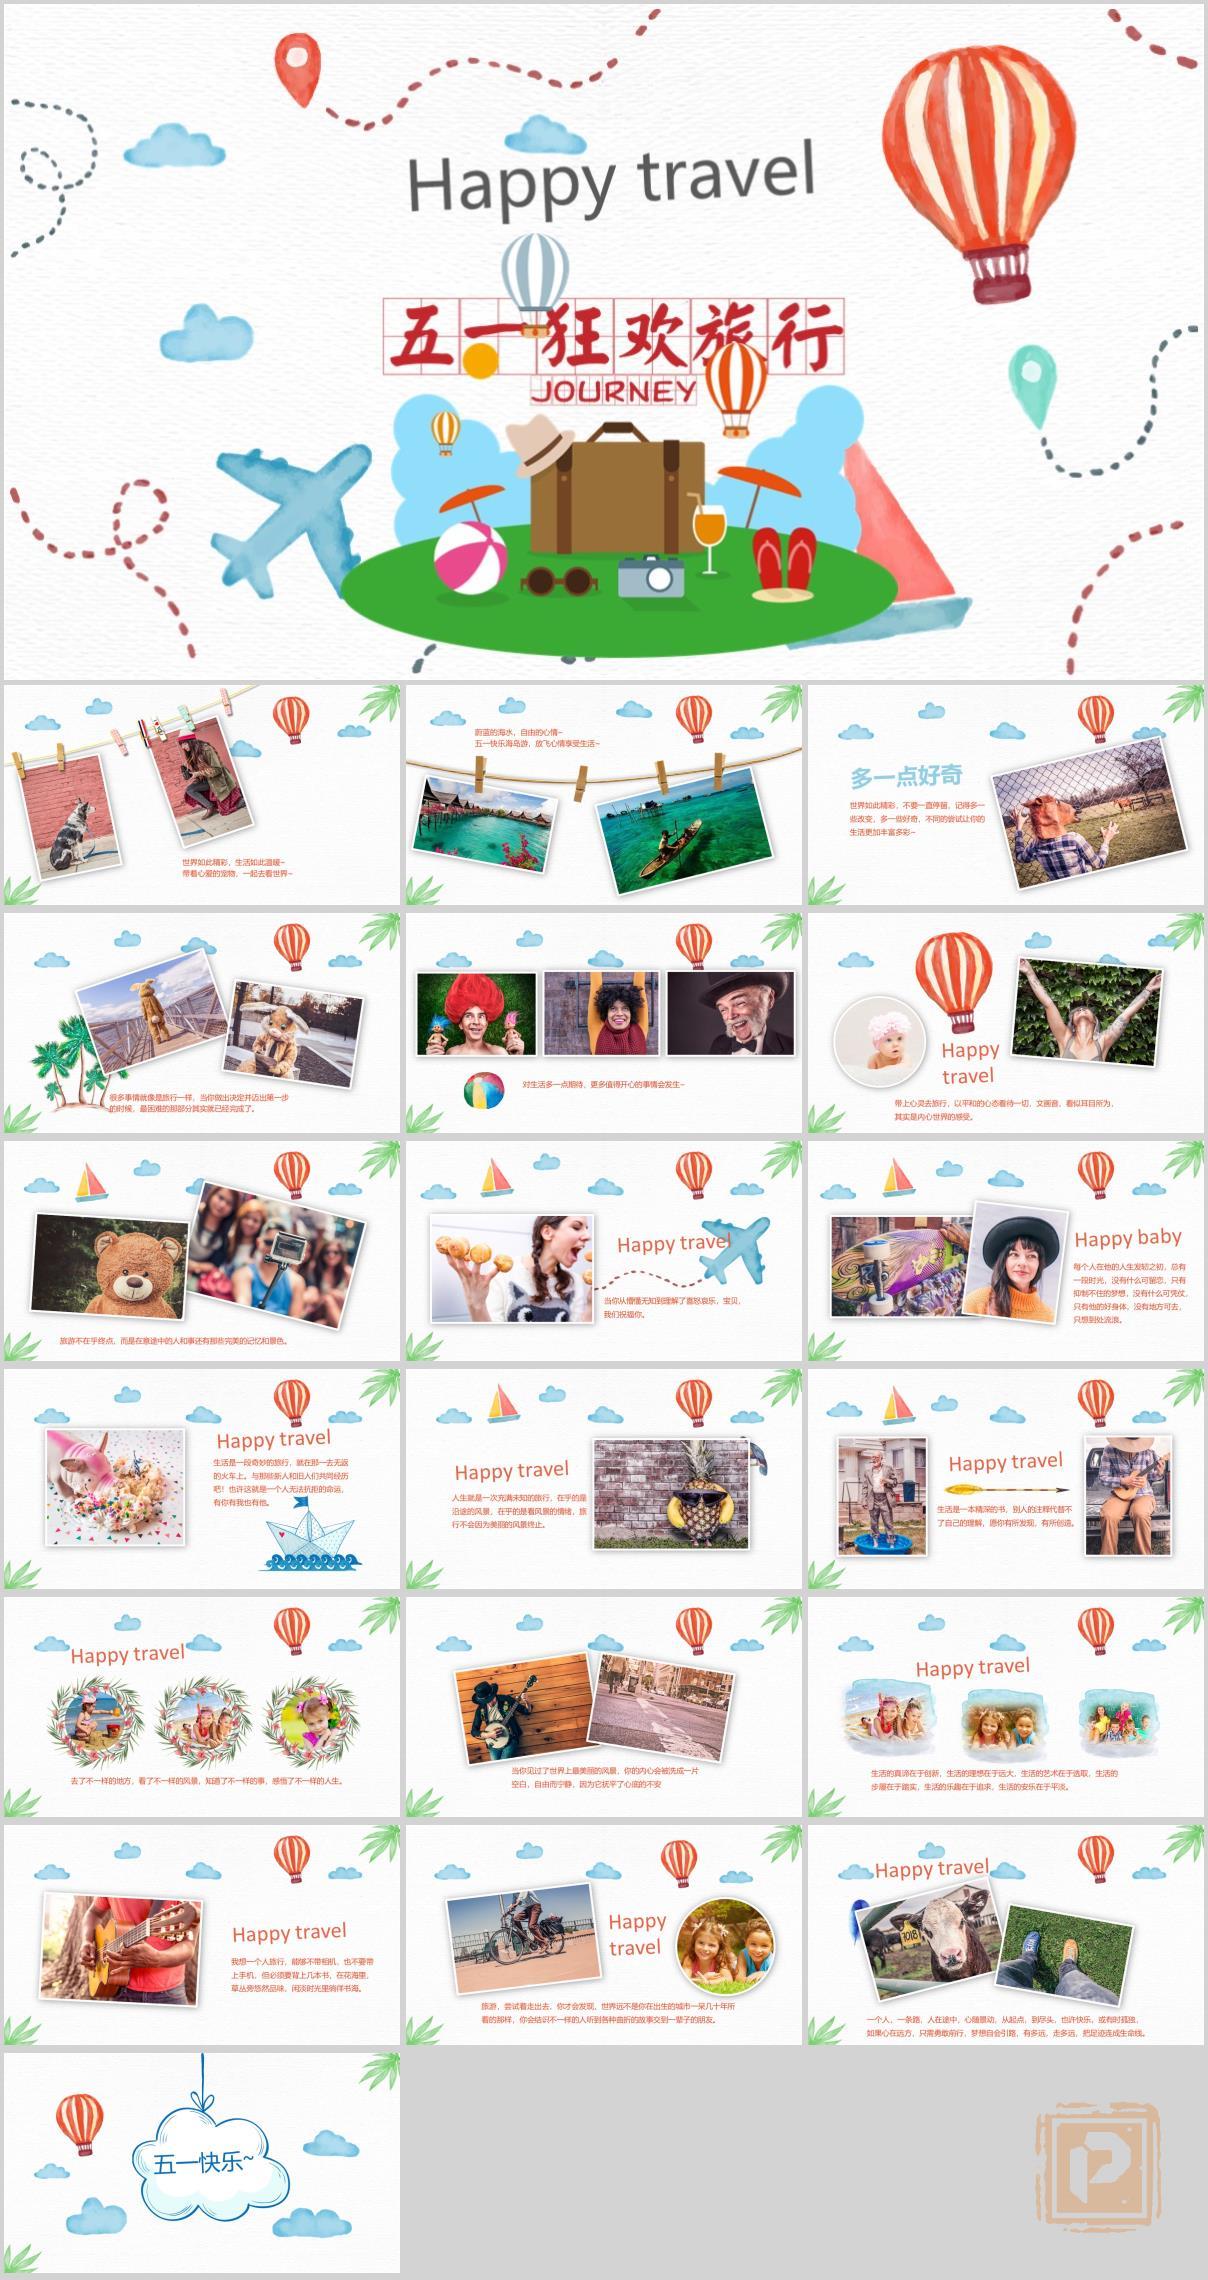 Happy travel
五一狂欢旅行
JOURNEY
世界如此精彩，生活如此温暖~
带着心爱的宠物，一起去看世界~
蔚蓝的海水，自由的心情~
五一快乐海岛游，放飞心情享受生活~
多一点好奇
世界如此精彩，不要一直停留，记得多一
些改变，多一些好奇，不同的尝试让你的
生活更加丰富多彩~
很多事情就像是旅行一样，当你做出决定并迈出第一步
的时候，最困难的那部分其实就已经完成了。
对生活多一点期待，更多值得开心的事情会发生~
Happy
travel
带上心灵去旅行，以平和的心态看待一切，文画音，看似耳目所为，
其实是内心世界的感受。
旅游不在乎终点，而是在意途中的人和事还有那些完美的记忆和景色。
Happy travel
当你从懵懂无知到理解了喜怒哀乐，宝贝，
我们祝福你。
Happy baby
每个人在他的人生发轫之初，总有
一段时光，没有什么可留恋，只有
抑制不住的梦想，没有什么可凭仗，
只有他的好身体，没有地方可去，
只想到处流浪。
Happy travel
生活是一段奇妙的旅行，就在那一去无返
的火车上。与那些新人和旧人们共同经历
吧！也许这就是一个人无法抗拒的命运，
有你有我也有他。
Happy travel
人生就是一次充满未知的旅行，在乎的是
沿途的风景，在乎的是看风景的情绪，旅
行不会因为美丽的风景终止。
Happy travel
生活是一本精深的书，别人的注释代替不
了自己的理解，愿你有所发现，有所创造。
Happy travel
去了不一样的地方，看了不一样的风景，知道了不一样的事，感悟了不一样的人生。
当你见过了世界上最美丽的风景，你的内心会被洗成一片
空白，自由而宁静，因为它抚平了心底的不安
Happy travel
生活的真谛在于创新，生活的理想在于远大，生活的艺术在于选取，生活的
步履在于踏实，生活的乐趣在于追求，生活的安乐在于平淡。
Happy travel
我想一个人旅行，能够不带相机，也不要带
上手机，但必须要背上几本书，在花海里，
草丛旁悠然品味，闲淡时光里徜徉书海。
Happy
travel
旅游，尝试着走出去，你才会发现，世界远不是你在出生的城市一呆几十年所
看的那样，你会结识不一样的人听到各种曲折的故事交到一辈子的朋友。
Happy travel
7018
一个人，一条路，人在途中，心随景动，从起点，到尽头，也许快乐，或有时孤独，
如果心在远方，只需勇敢前行，梦想自会引路，有多远，走多远，把足迹连成生命线。
五一快乐~
P